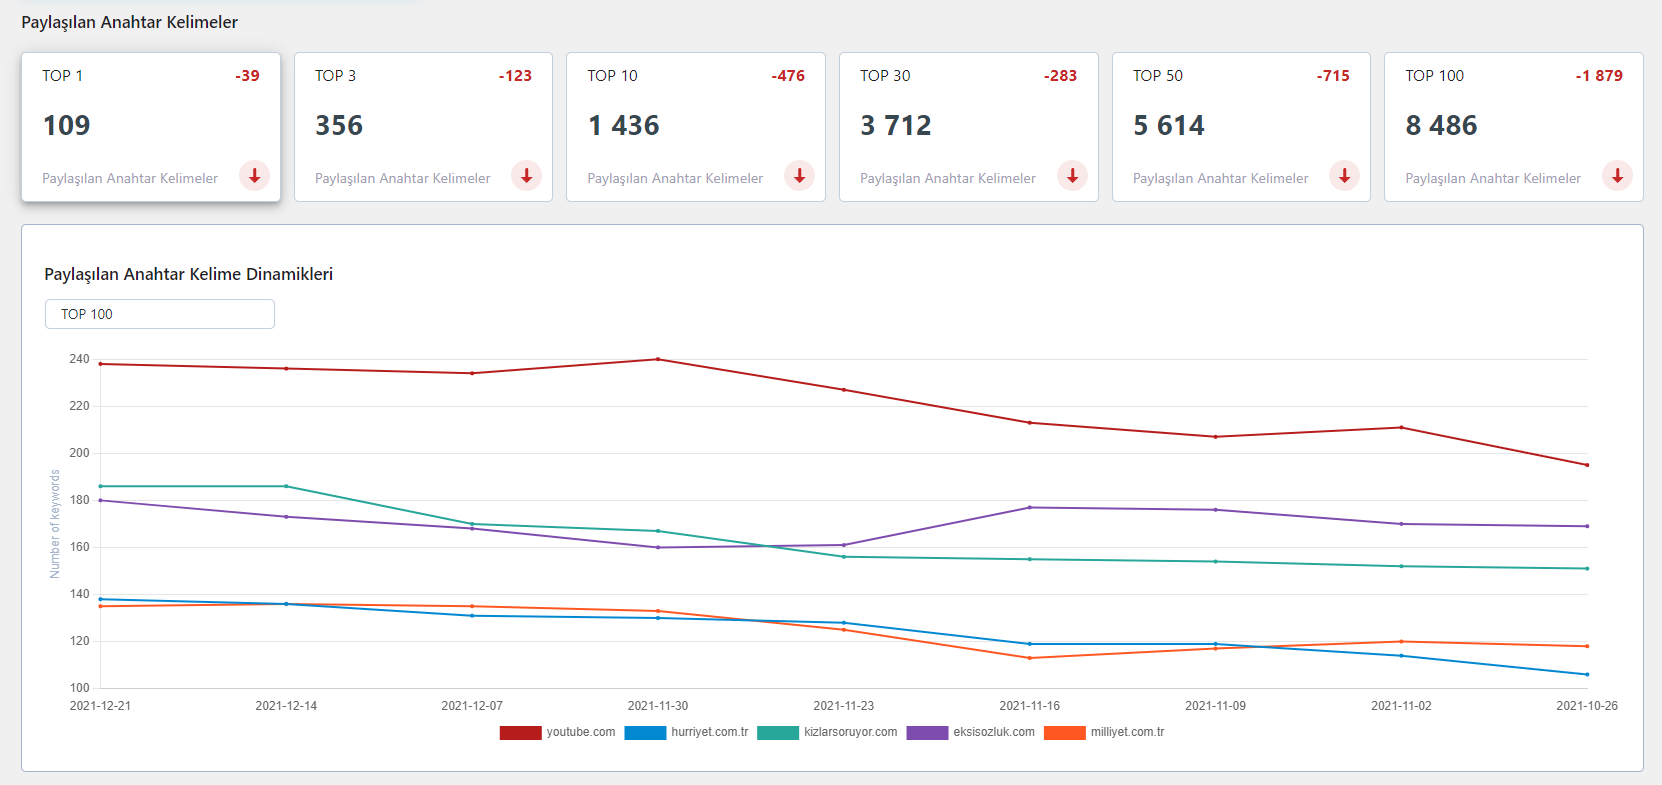 Paylaşılan Anahtar Kelimeler
TOP 1 -39
109
Paylaşılan Anahtar Kelimeler
TOP 3 -123
356
Paylaşılan Anahtar Kelimeler
TOP 10 -476
1 436
Paylaşılan Anahtar Kelimeler
TOP 30 -283
3 712
Paylaşılan Anahtar Kelimeler
TOP 50 -715
5 614
Paylaşılan Anahtar Kelimeler
TOP 100 -1 879
8 486
Paylaşılan Anahtar Kelimeler
Paylaşılan Anahtar Kelime Dinamikleri
TOP 100
Number of keywords
240
220
200
180
160
140
120
100
2021-12-21 2021-12-14 2021-12-07 2021-11-30 2021-11-23 2021-11-16 2021-11-09 2021-11-02 2021-10-26
youtube.com hurriyet.com.tr kizlarsoruyor.com eksisozluk.com milliyet.com.tr